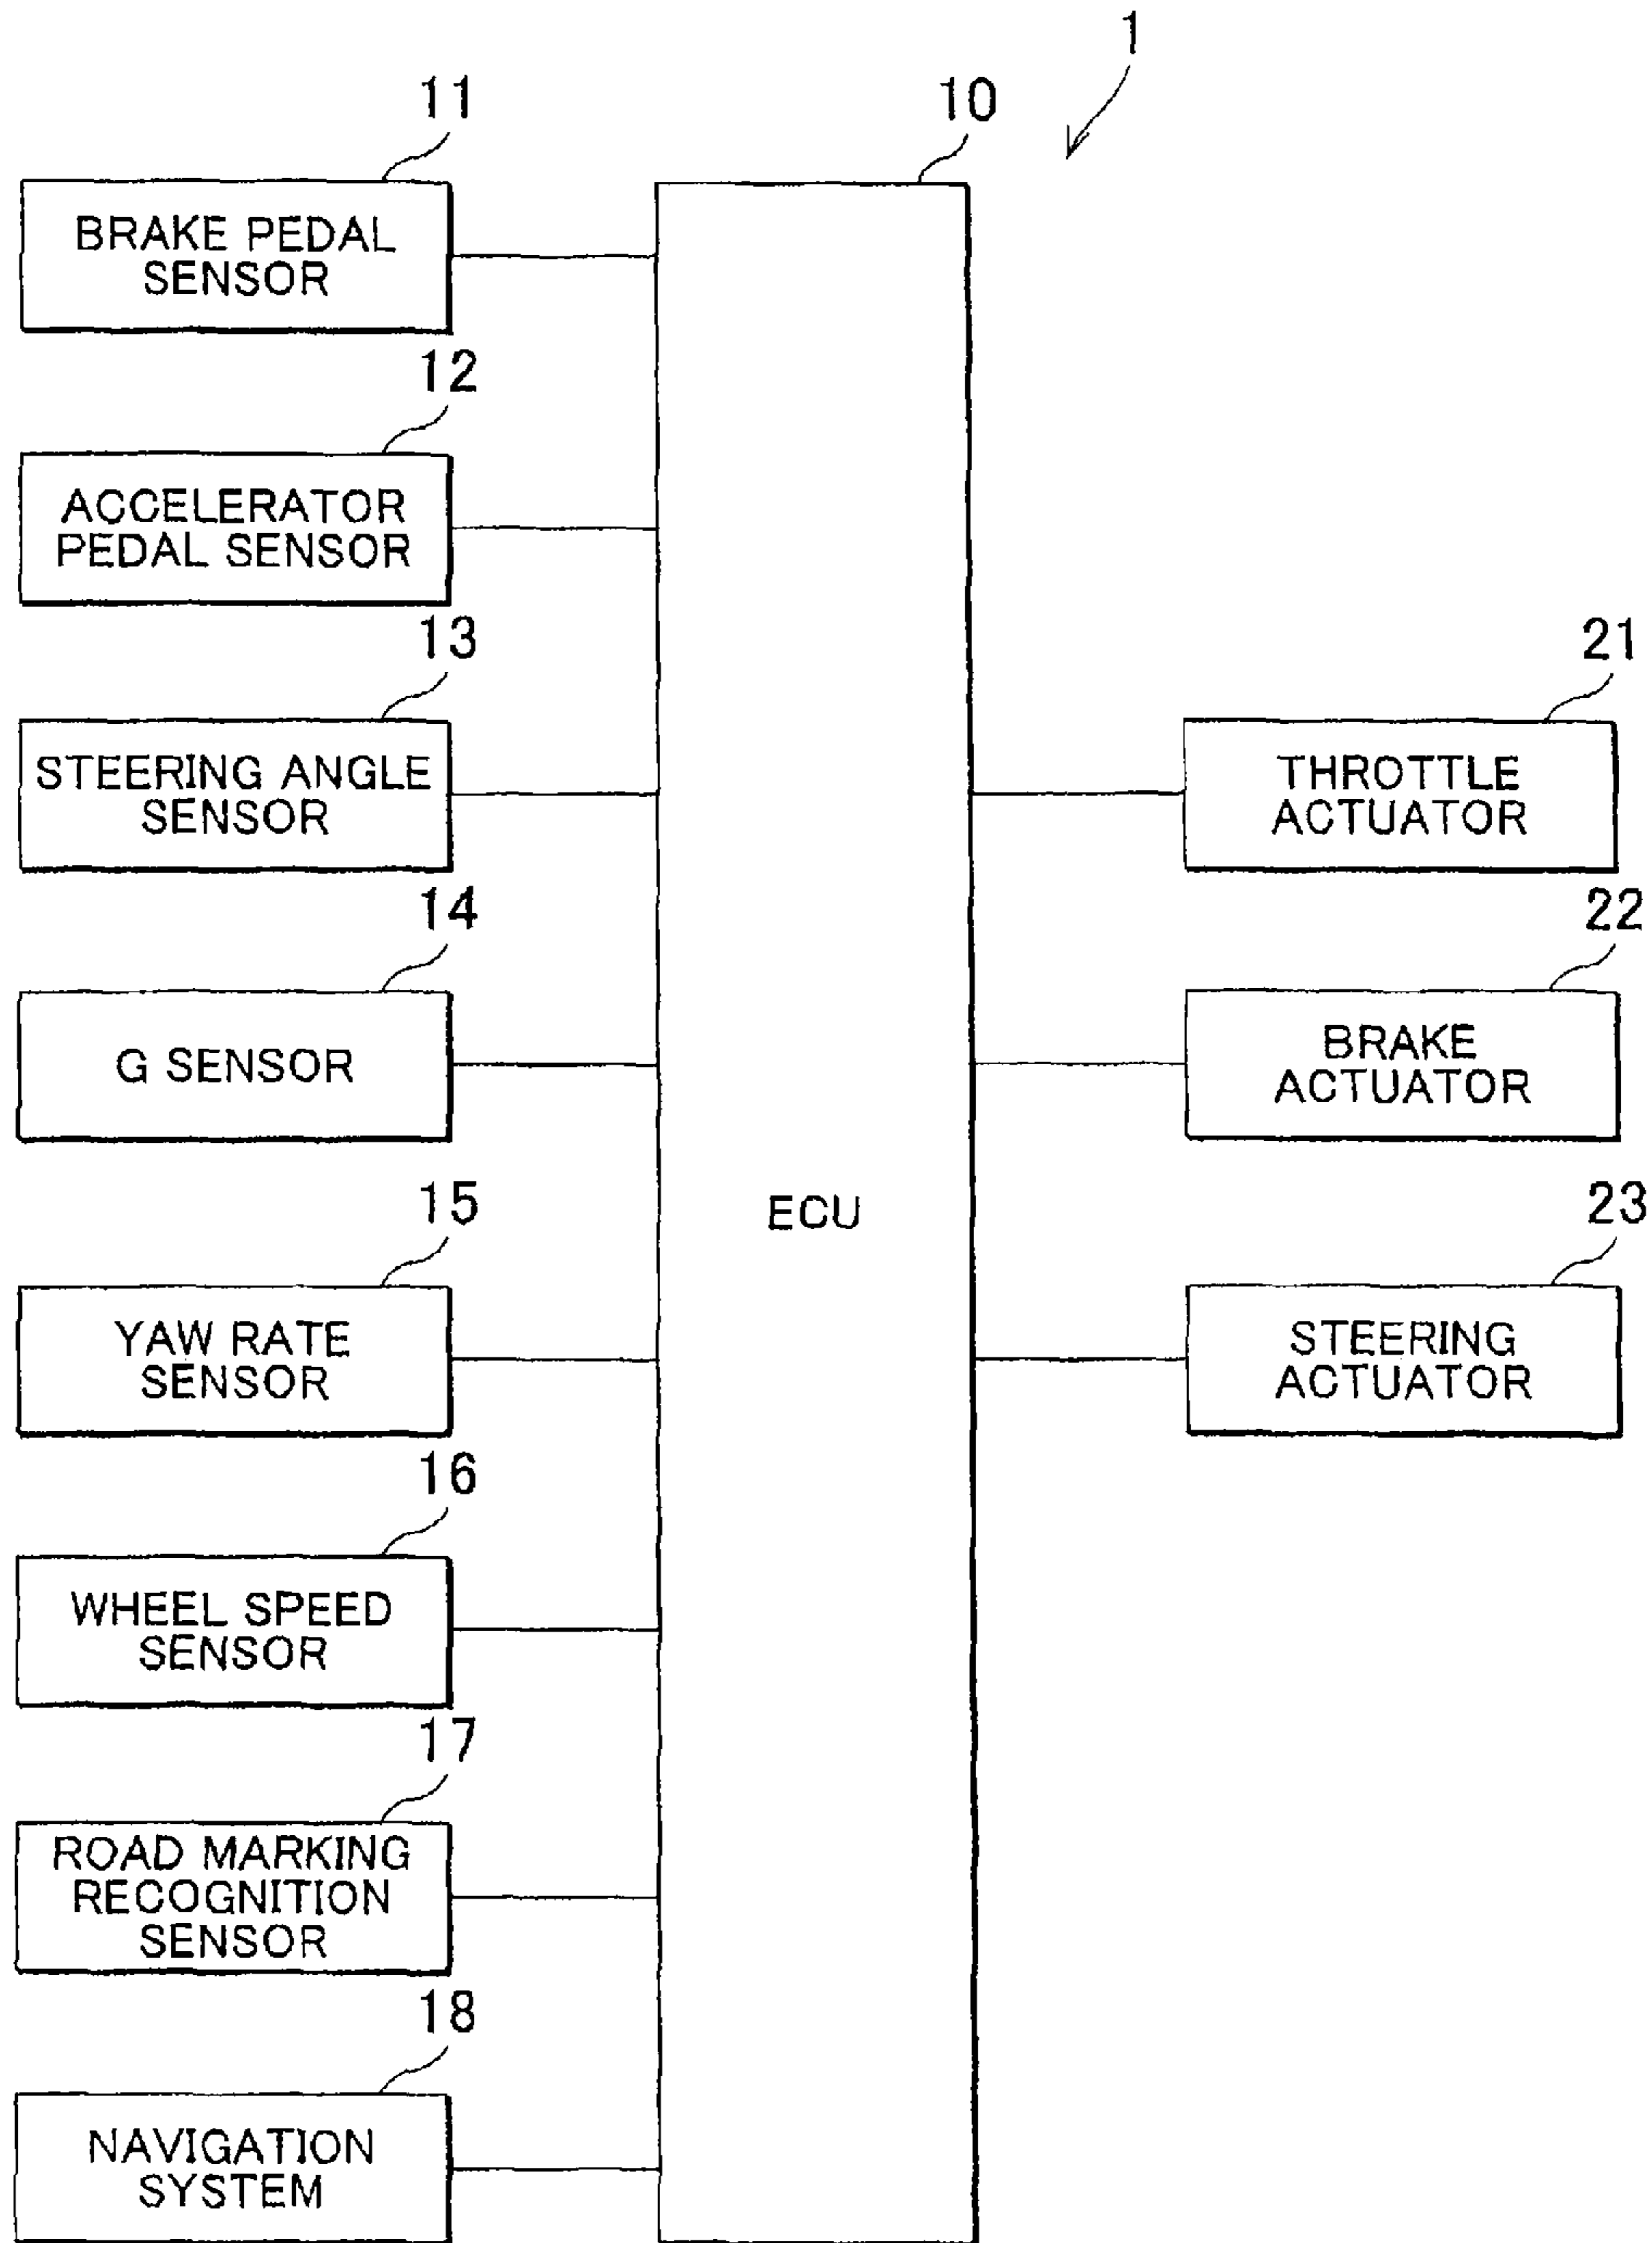 1
11
10
BRAKE PEDAL
SENSOR
12
ACCELERATOR
PEDAL SENSOR
13
STEERING ANGLE
SENSOR
14
G SENSOR
15
YAW RATE
SENSOR
16
WHEEL SPEED
SENSOR
17
ROAD MARKING
RECOGNITION
SENSOR
18
NAVIGATION
SYSTEM
ECU
21
THROTTLE
ACTUATOR
22
BRAKE
ACTUATOR
23
STEERING
ACTUATOR